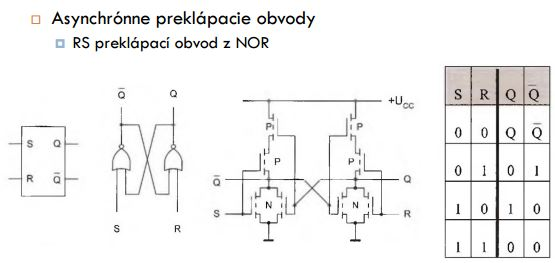 Asynchrónne preklápacie obvody
RS preklápací obvod z NOR
S Q
R Q̅
Q̅ Q
S R
+U_CC
P P
P P
Q̅ Q
N N
S R
S R Q Q̅
0 0 Q Q̅
0 1 0 1
1 0 1 0
1 1 0 0